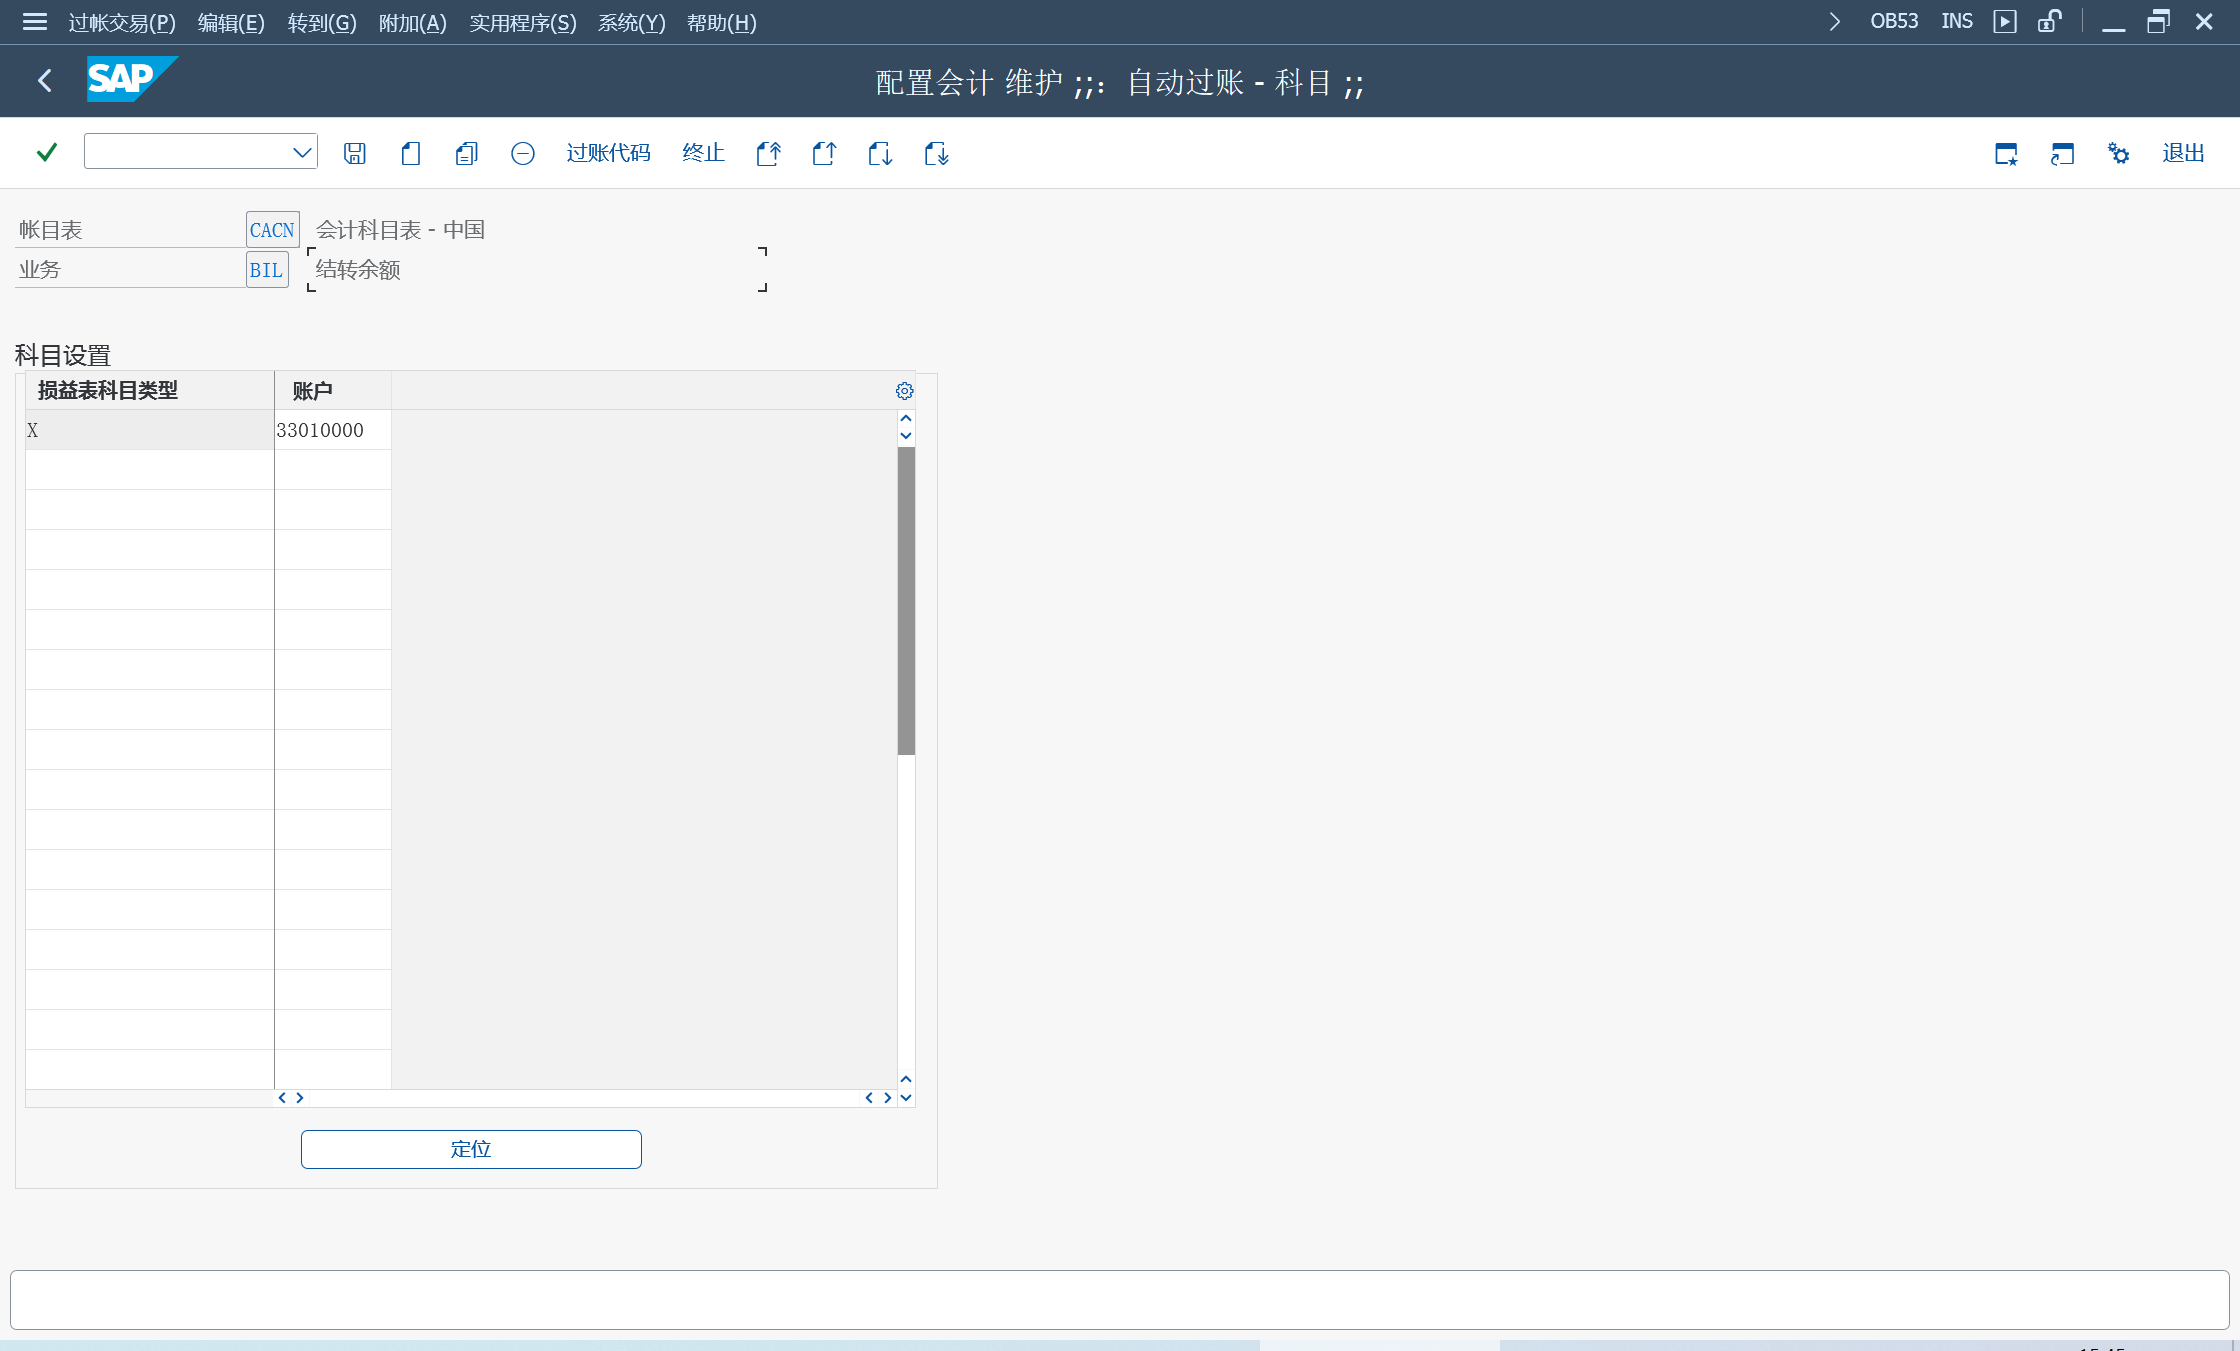 过帐交易(P) 编辑(E) 转到(G) 附加(A) 实用程序(S) 系统(Y) 帮助(H) OB53 INS
SAP 配置会计 维护 ;;： 自动过账 - 科目 ;;
过账代码 终止 退出
帐目表 CACN 会计科目表 - 中国
业务 BIL 结转余额
科目设置
损益表科目类型 账户
X 33010000
定位